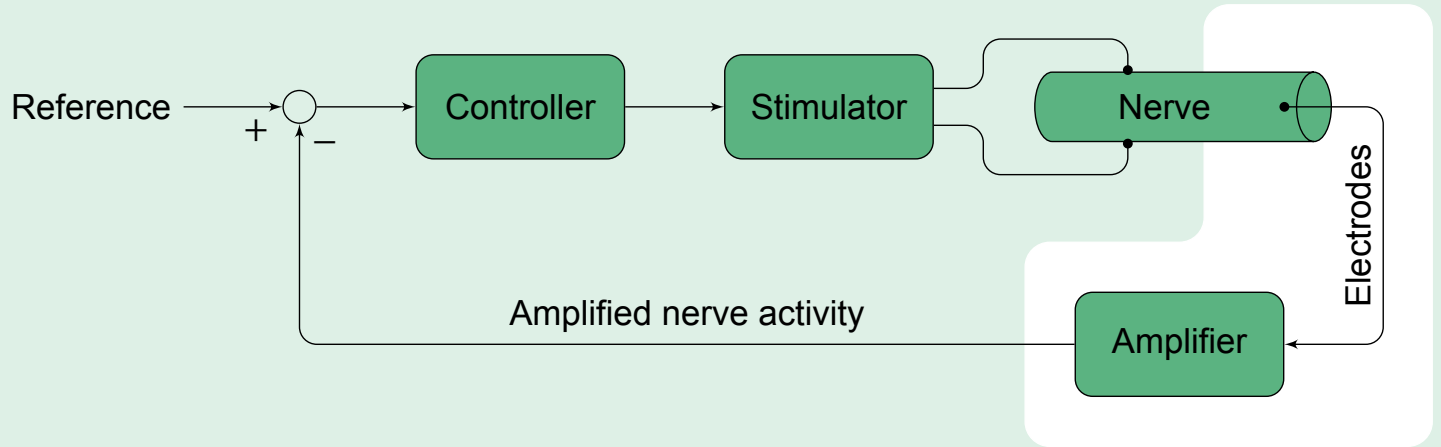 Reference
+
−
Controller
Stimulator
Nerve
Electrodes
Amplifier
Amplified nerve activity